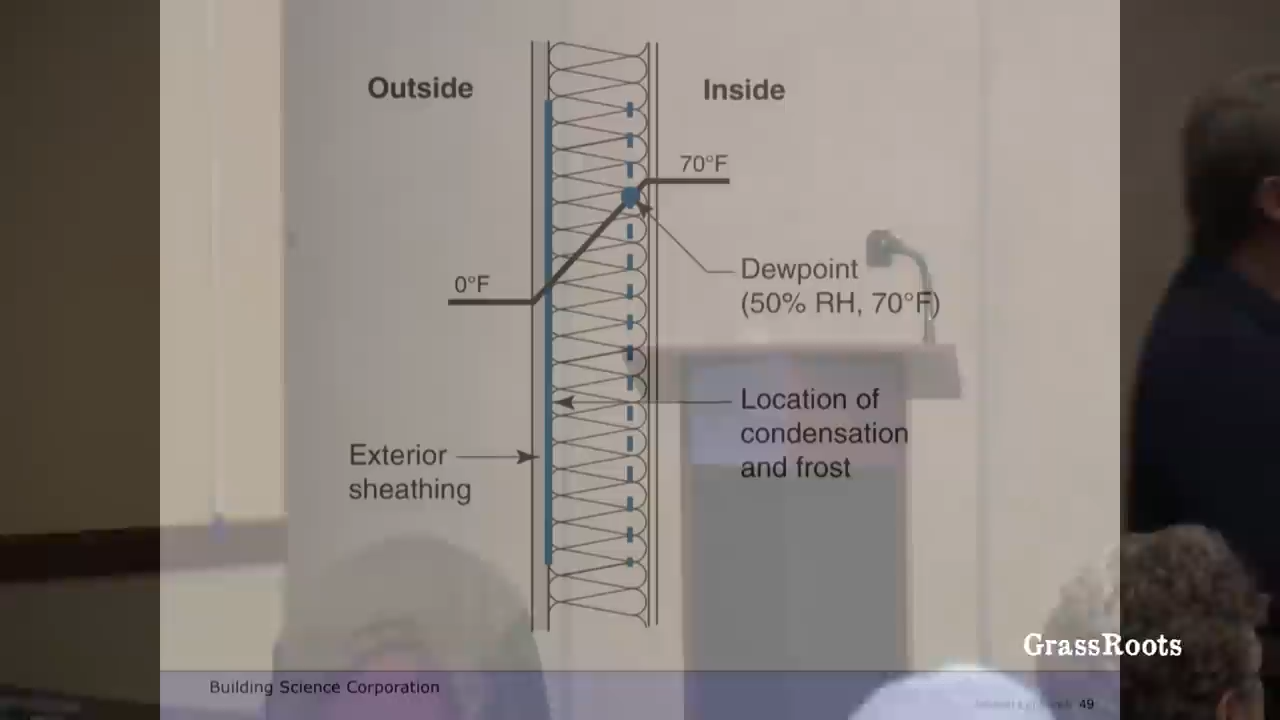 Outside
Inside
70°F
0°F
Dewpoint
(50% RH, 70°F)
Location of
condensation
and frost
Exterior
sheathing
GrassRoots
Building Science Corporation
49